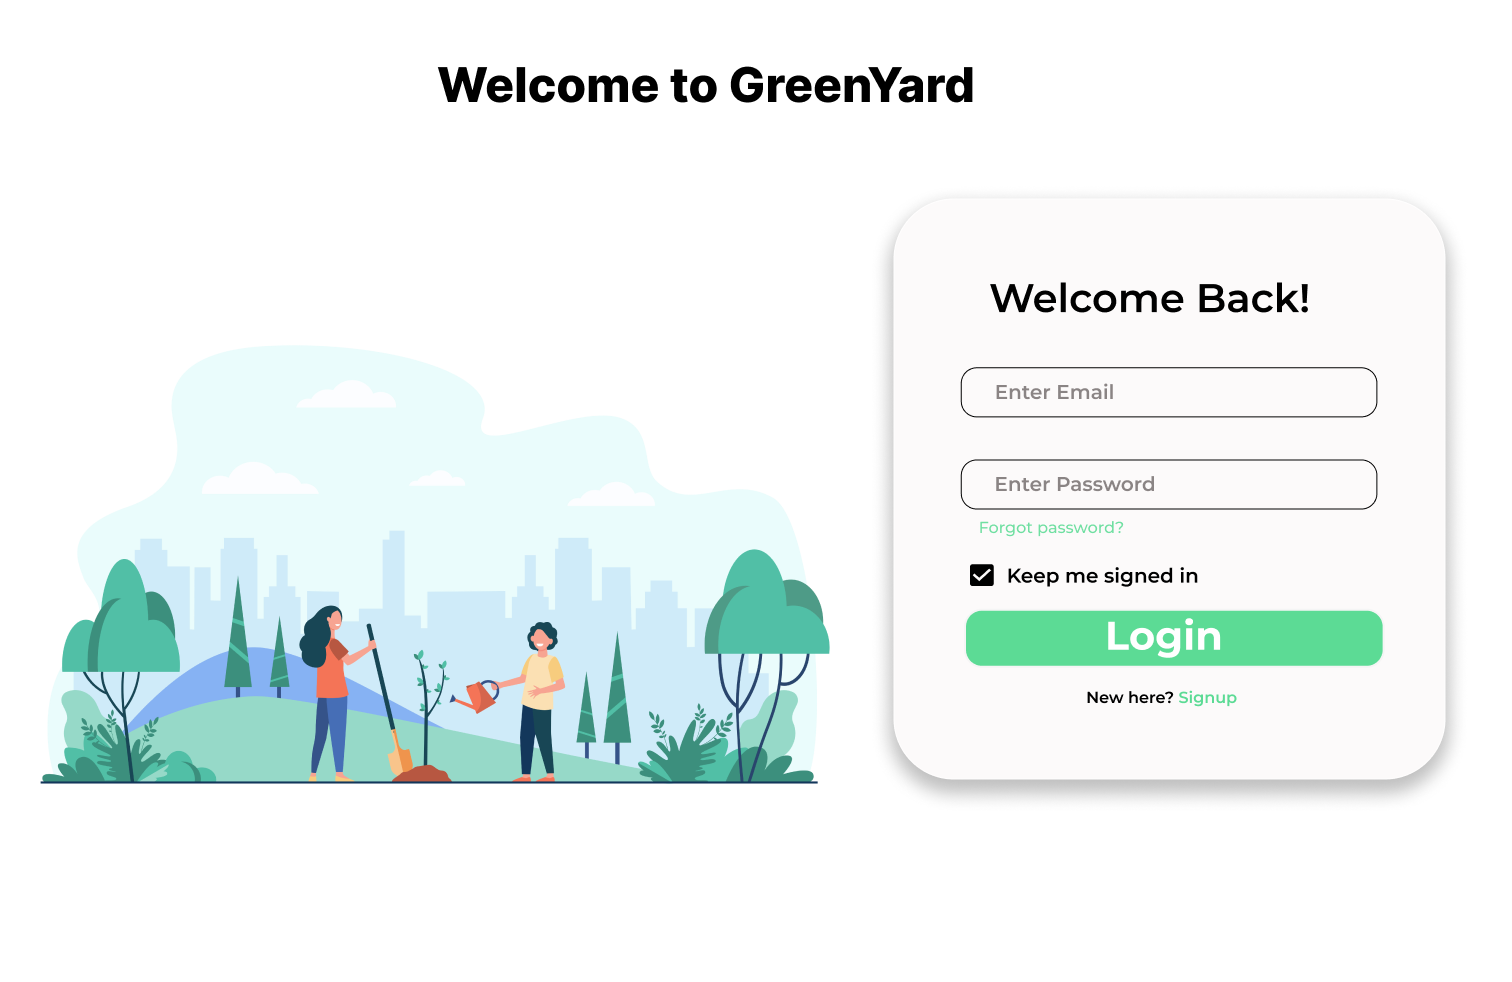 Welcome to GreenYard
Welcome Back!
Enter Email
Enter Password
Forgot password?
Keep me signed in
Login
New here? Signup